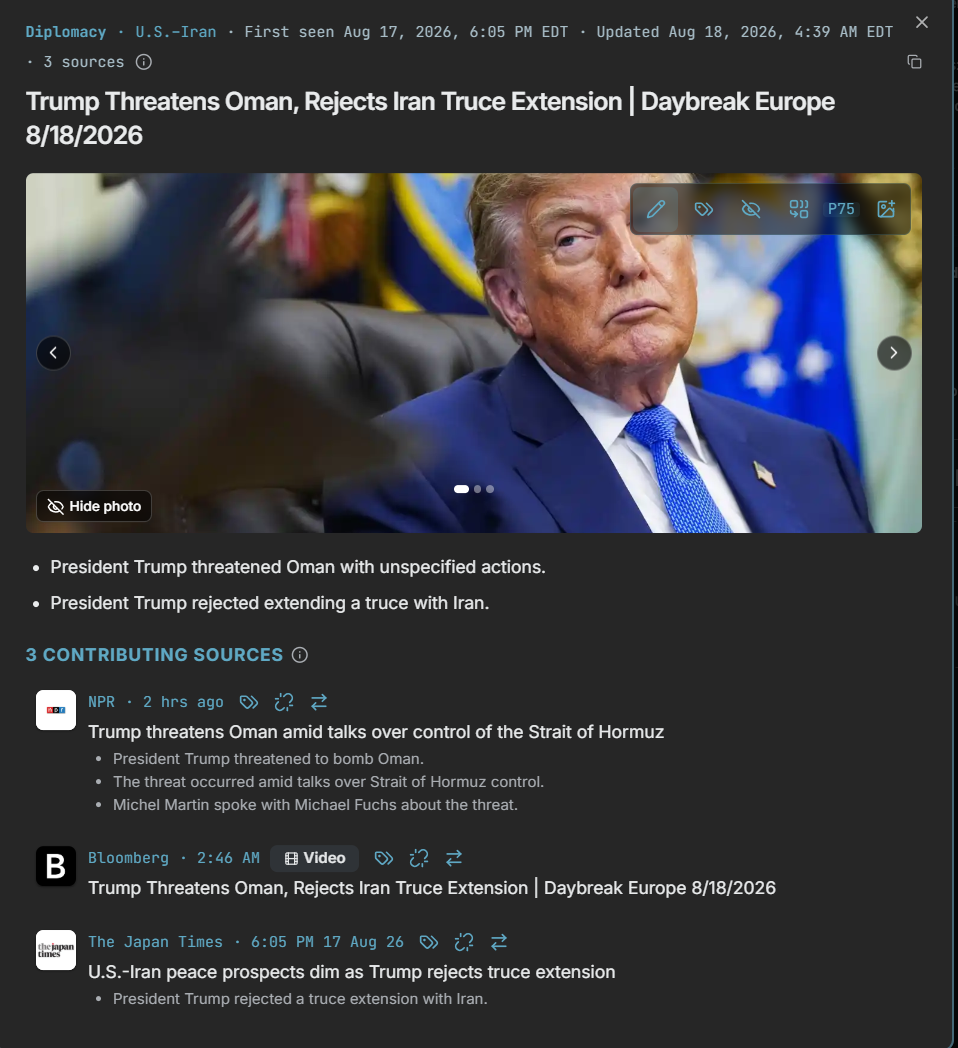 Diplomacy · U.S.-Iran · First seen Aug 17, 2026, 6:05 PM EDT · Updated Aug 18, 2026, 4:39 AM EDT
· 3 sources
Trump Threatens Oman, Rejects Iran Truce Extension | Daybreak Europe
8/18/2026
P75
Hide photo
• President Trump threatened Oman with unspecified actions.
• President Trump rejected extending a truce with Iran.
3 CONTRIBUTING SOURCES
npr
NPR · 2 hrs ago
Trump threatens Oman amid talks over control of the Strait of Hormuz
• President Trump threatened to bomb Oman.
• The threat occurred amid talks over Strait of Hormuz control.
• Michel Martin spoke with Michael Fuchs about the threat.
B
Bloomberg · 2:46 AM Video
Trump Threatens Oman, Rejects Iran Truce Extension | Daybreak Europe 8/18/2026
the japan
times
The Japan Times · 6:05 PM 17 Aug 26
U.S.-Iran peace prospects dim as Trump rejects truce extension
• President Trump rejected a truce extension with Iran.